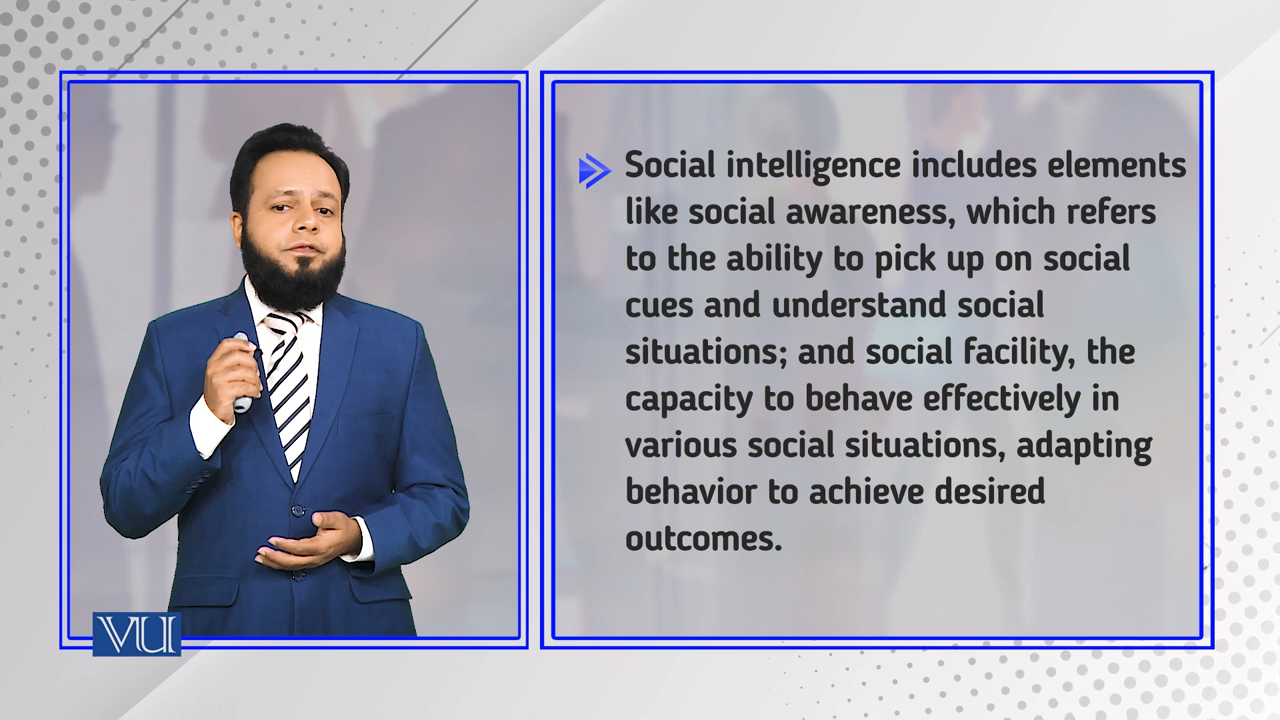 Social intelligence includes elements
like social awareness, which refers
to the ability to pick up on social
cues and understand social
situations; and social facility, the
capacity to behave effectively in
various social situations, adapting
behavior to achieve desired
outcomes.
VU